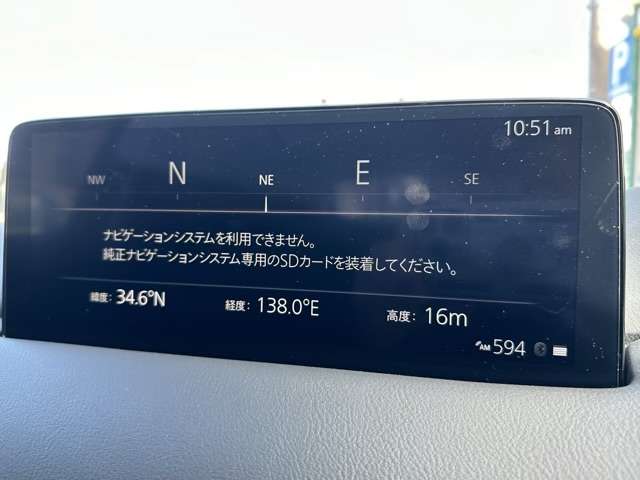 P
10:51 am
NW N NE E SE
ナビゲーションシステムを利用できません。
純正ナビゲーションシステム専用のSDカードを装着してください。
緯度: 34.6°N 経度: 138.0°E 高度: 16m
AM 594